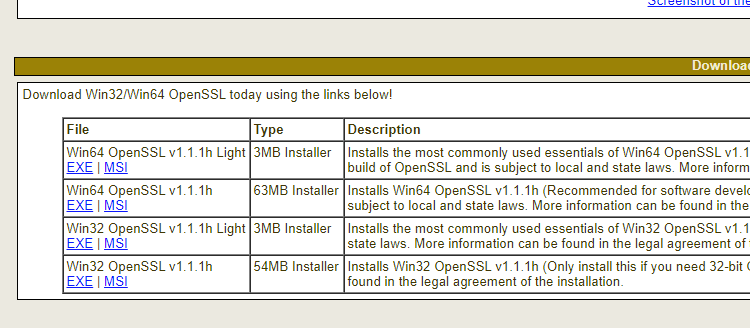 Screenshot of the
Download
Download Win32/Win64 OpenSSL today using the links below!
File Type Description
Win64 OpenSSL v1.1.1h Light 3MB Installer Installs the most commonly used essentials of Win64 OpenSSL v1.1
EXE | MSI build of OpenSSL and is subject to local and state laws. More inform
Win64 OpenSSL v1.1.1h 63MB Installer Installs Win64 OpenSSL v1.1.1h (Recommended for software develo
EXE | MSI subject to local and state laws. More information can be found in the
Win32 OpenSSL v1.1.1h Light 3MB Installer Installs the most commonly used essentials of Win32 OpenSSL v1.1
EXE | MSI state laws. More information can be found in the legal agreement of
Win32 OpenSSL v1.1.1h 54MB Installer Installs Win32 OpenSSL v1.1.1h (Only install this if you need 32-bit
EXE | MSI found in the legal agreement of the installation.